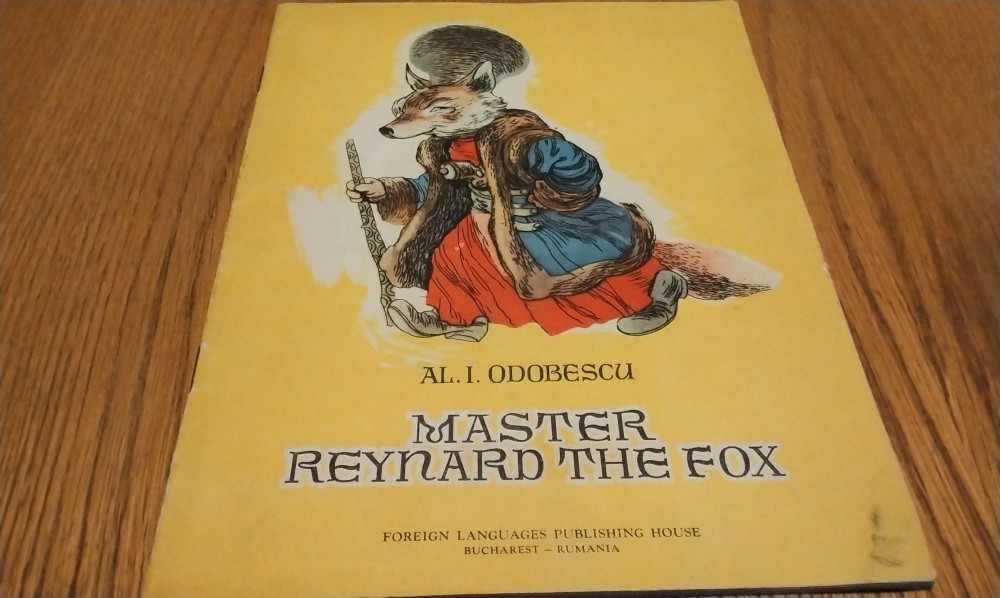 AL. I. ODOBESCU
MASTER
REYNARD THE FOX
FOREIGN LANGUAGES PUBLISHING HOUSE
BUCHAREST – RUMANIA